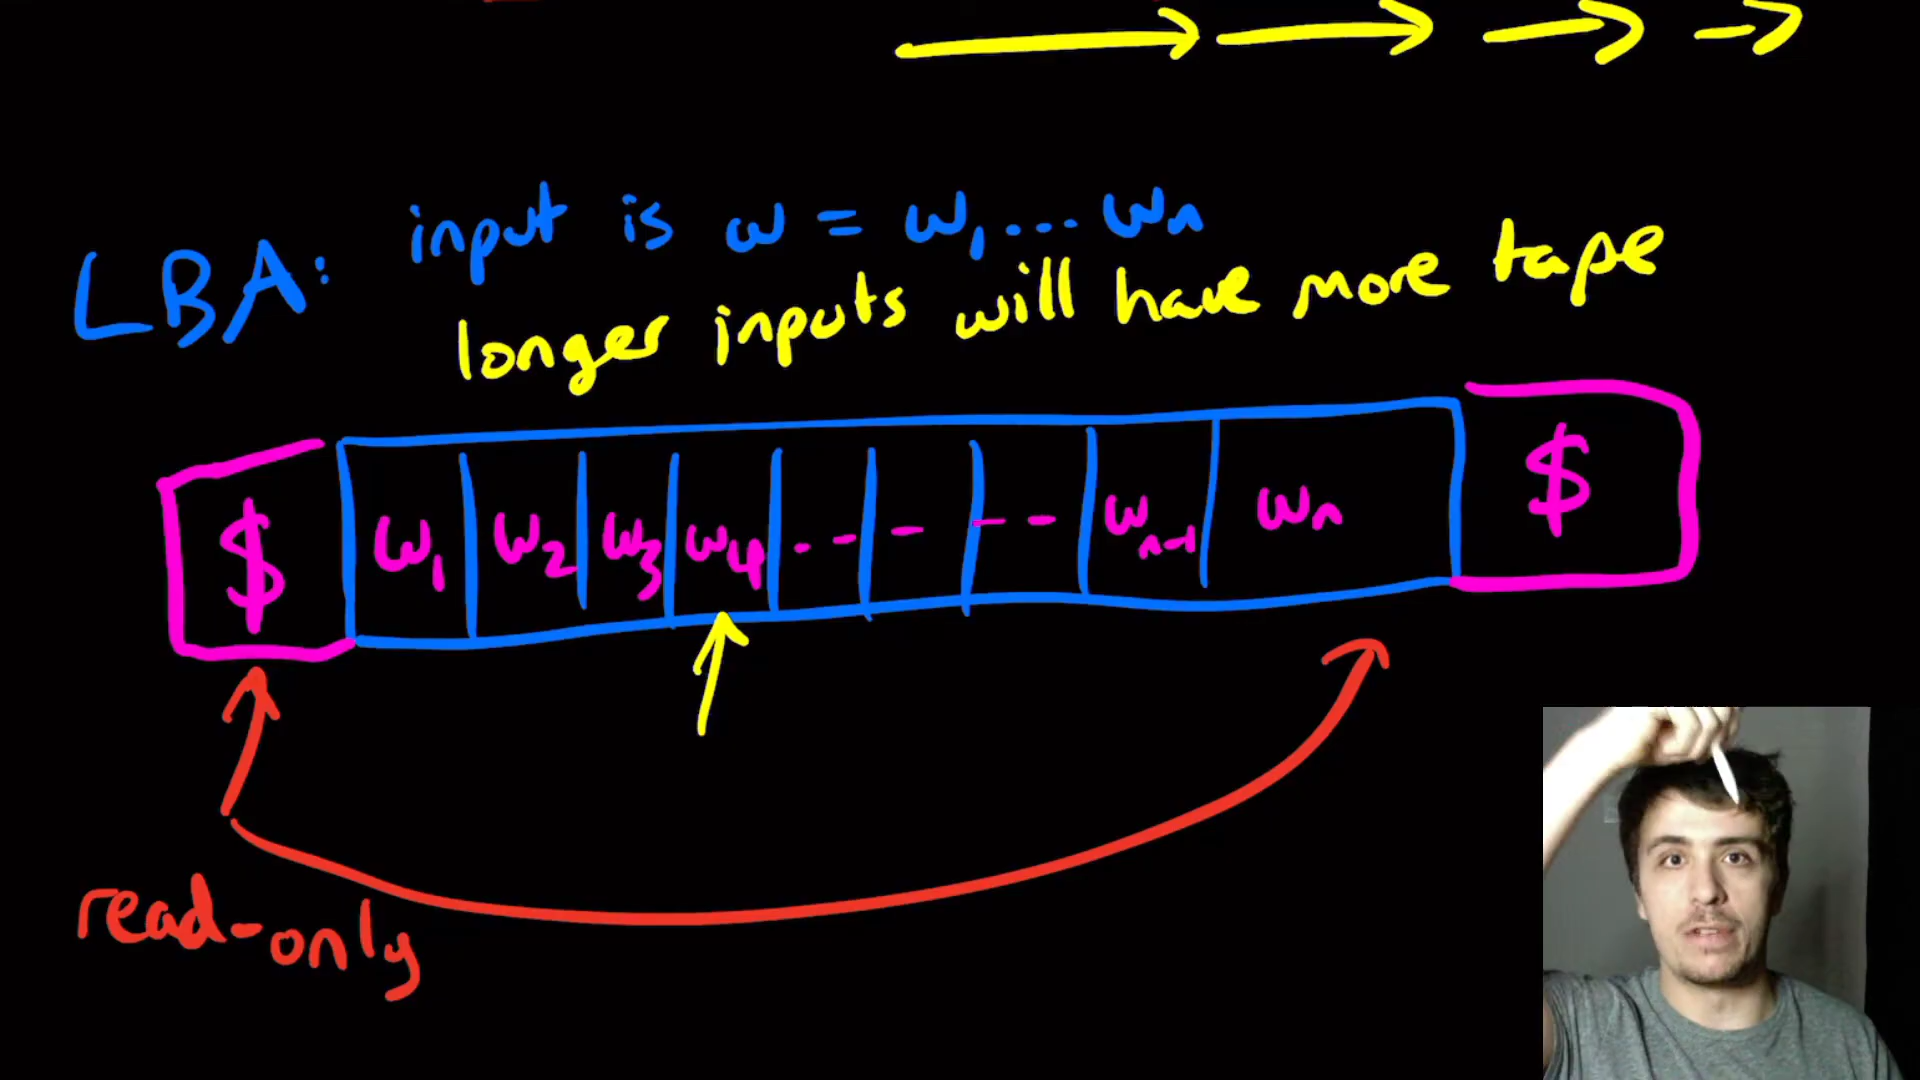 LBA: input is w = w₁ ... wₙ
longer inputs will have more tape
$ w₁ w₂ w₃ w₄ - - - - - wₙ₋₁ wₙ $
read-only